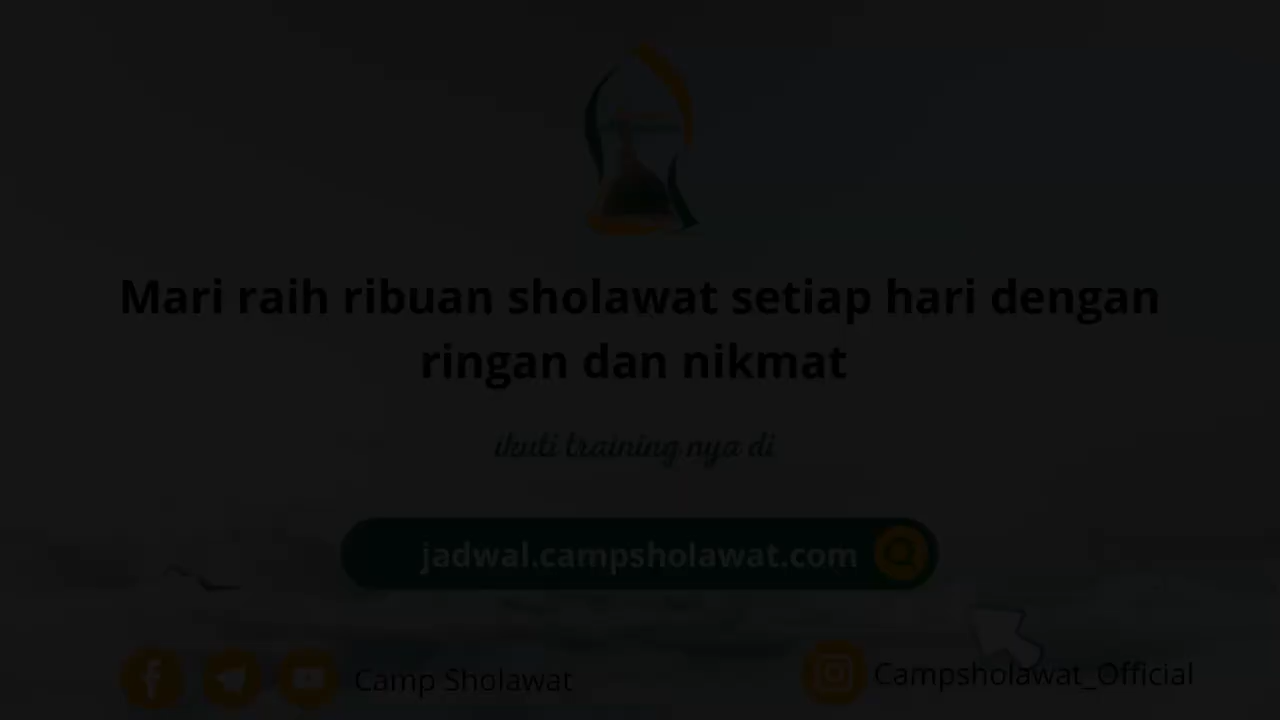 Mari raih ribuan sholawat setiap hari dengan
ringan dan nikmat
ikuti training nya di
jadwal.campsholawat.com
Camp Sholawat
Campsholawat_Official